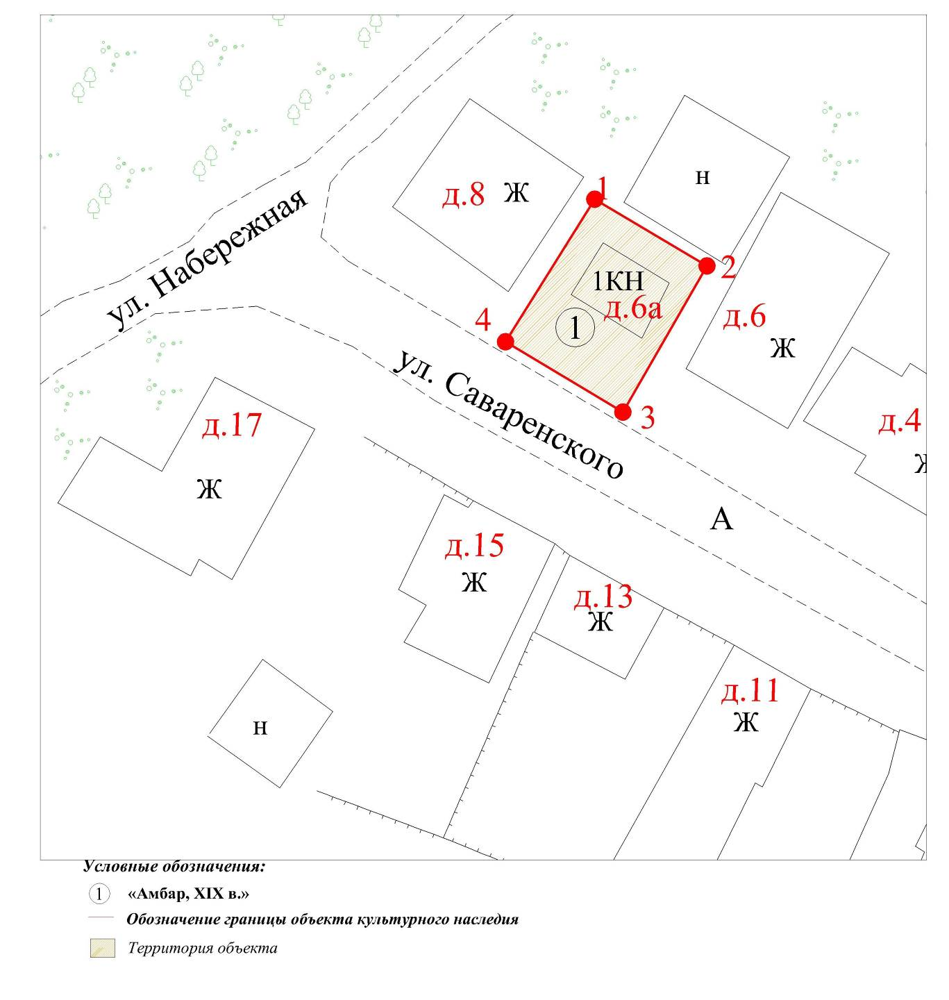 1
н
д.8 Ж
2
1КН
д.6а
ул. Набережная
4
1
д.6
Ж
ул. Саваренского
3
д.4
Ж
д.17
Ж
А
д.15
Ж
д.13
Ж
д.11
Ж
н
Условные обозначения:
1 «Амбар, XIX в.»
Обозначение границы объекта культурного наследия
Территория объекта